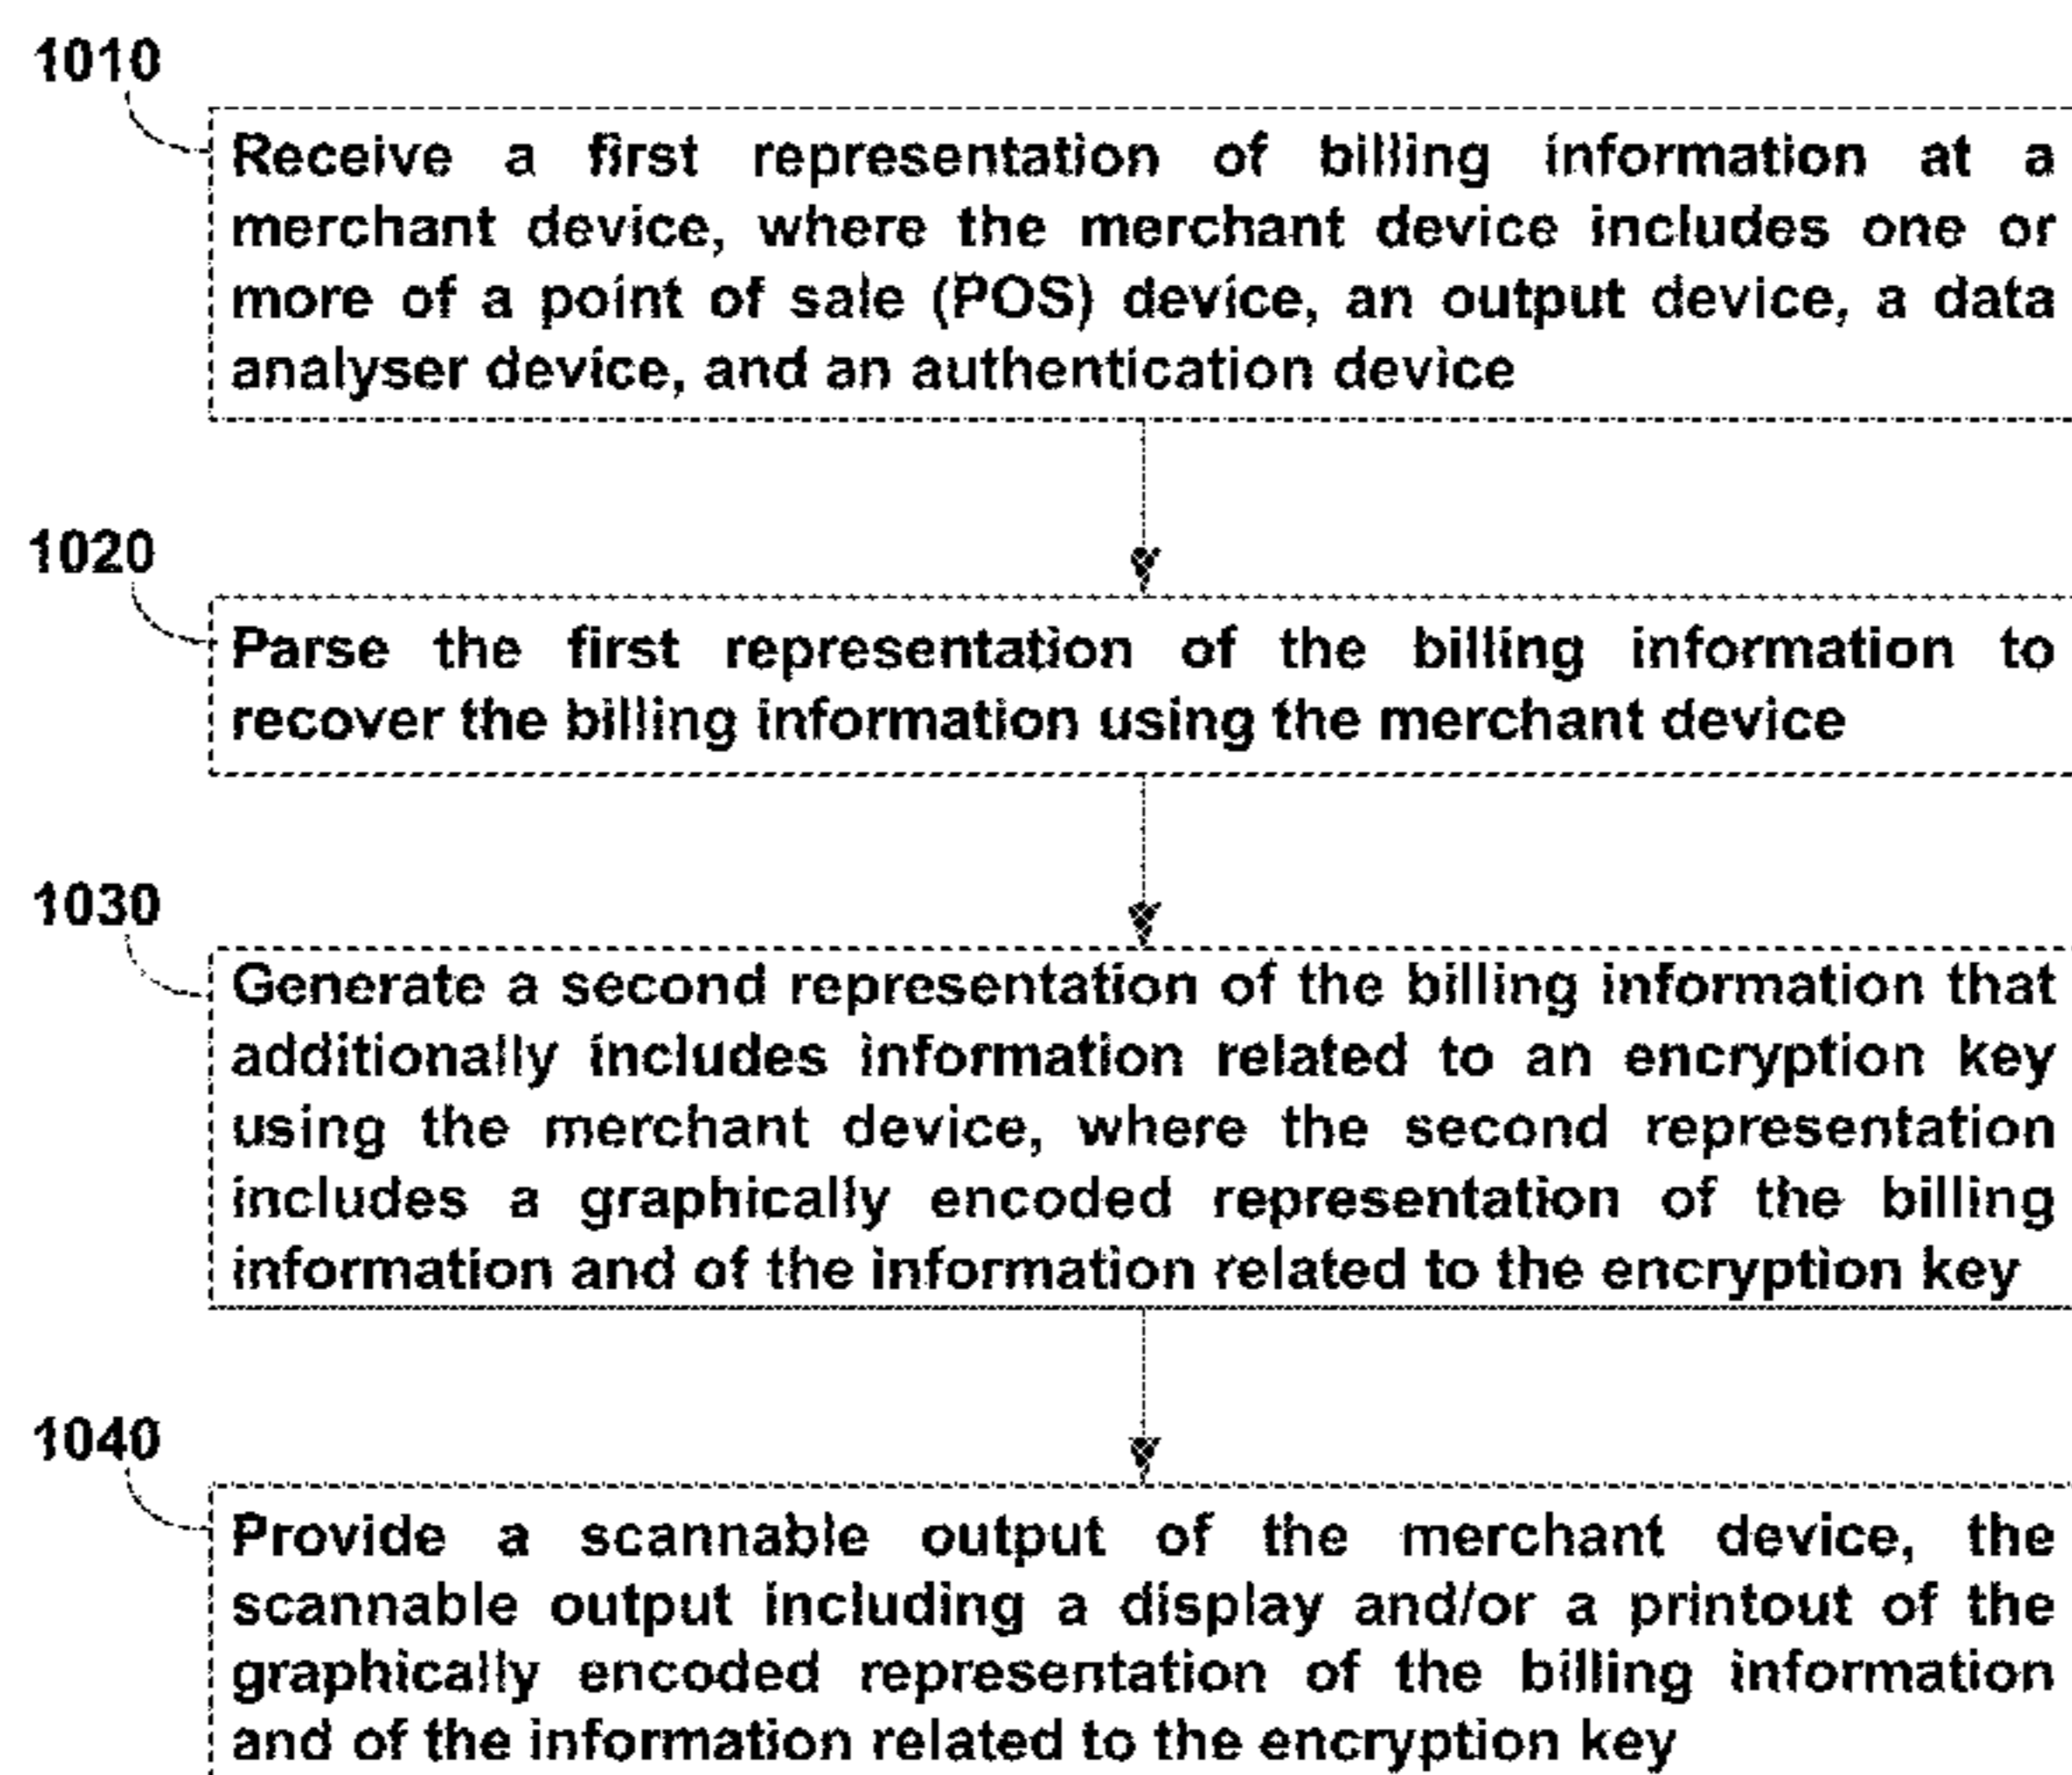 1010
Receive a first representation of billing information at a
merchant device, where the merchant device includes one or
more of a point of sale (POS) device, an output device, a data
analyser device, and an authentication device
1020
Parse the first representation of the billing information to
recover the billing information using the merchant device
1030
Generate a second representation of the billing information that
additionally includes information related to an encryption key
using the merchant device, where the second representation
includes a graphically encoded representation of the billing
information and of the information related to the encryption key
1040
Provide a scannable output of the merchant device, the
scannable output including a display and/or a printout of the
graphically encoded representation of the billing information
and of the information related to the encryption key